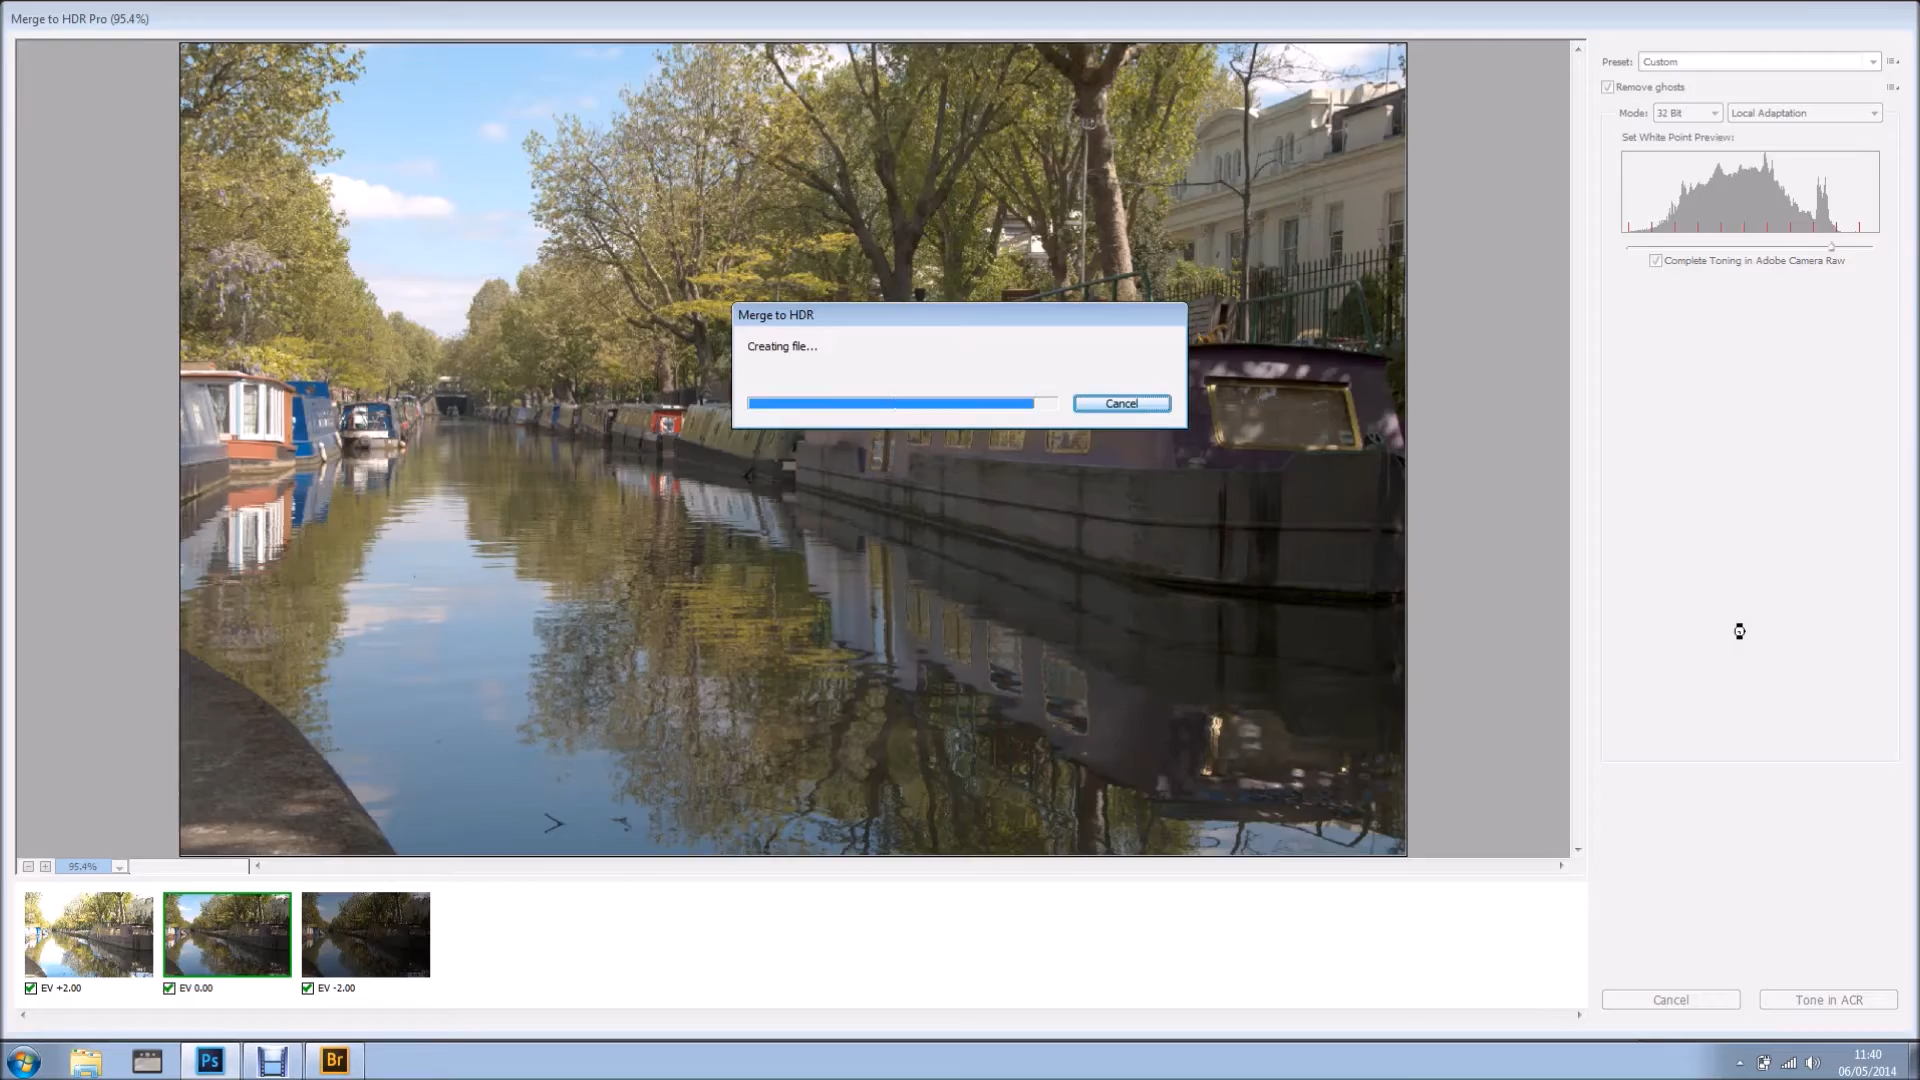 Merge to HDR Pro (95.4%)
Preset: Custom
Remove ghosts
Mode: 32 Bit Local Adaptation
Set White Point Preview:
Complete Toning in Adobe Camera Raw
Merge to HDR
Creating file...
Cancel
95.4%
EV +2.00 EV 0.00 EV -2.00
Cancel Tone in ACR
Ps Br
11:40
06/05/2014